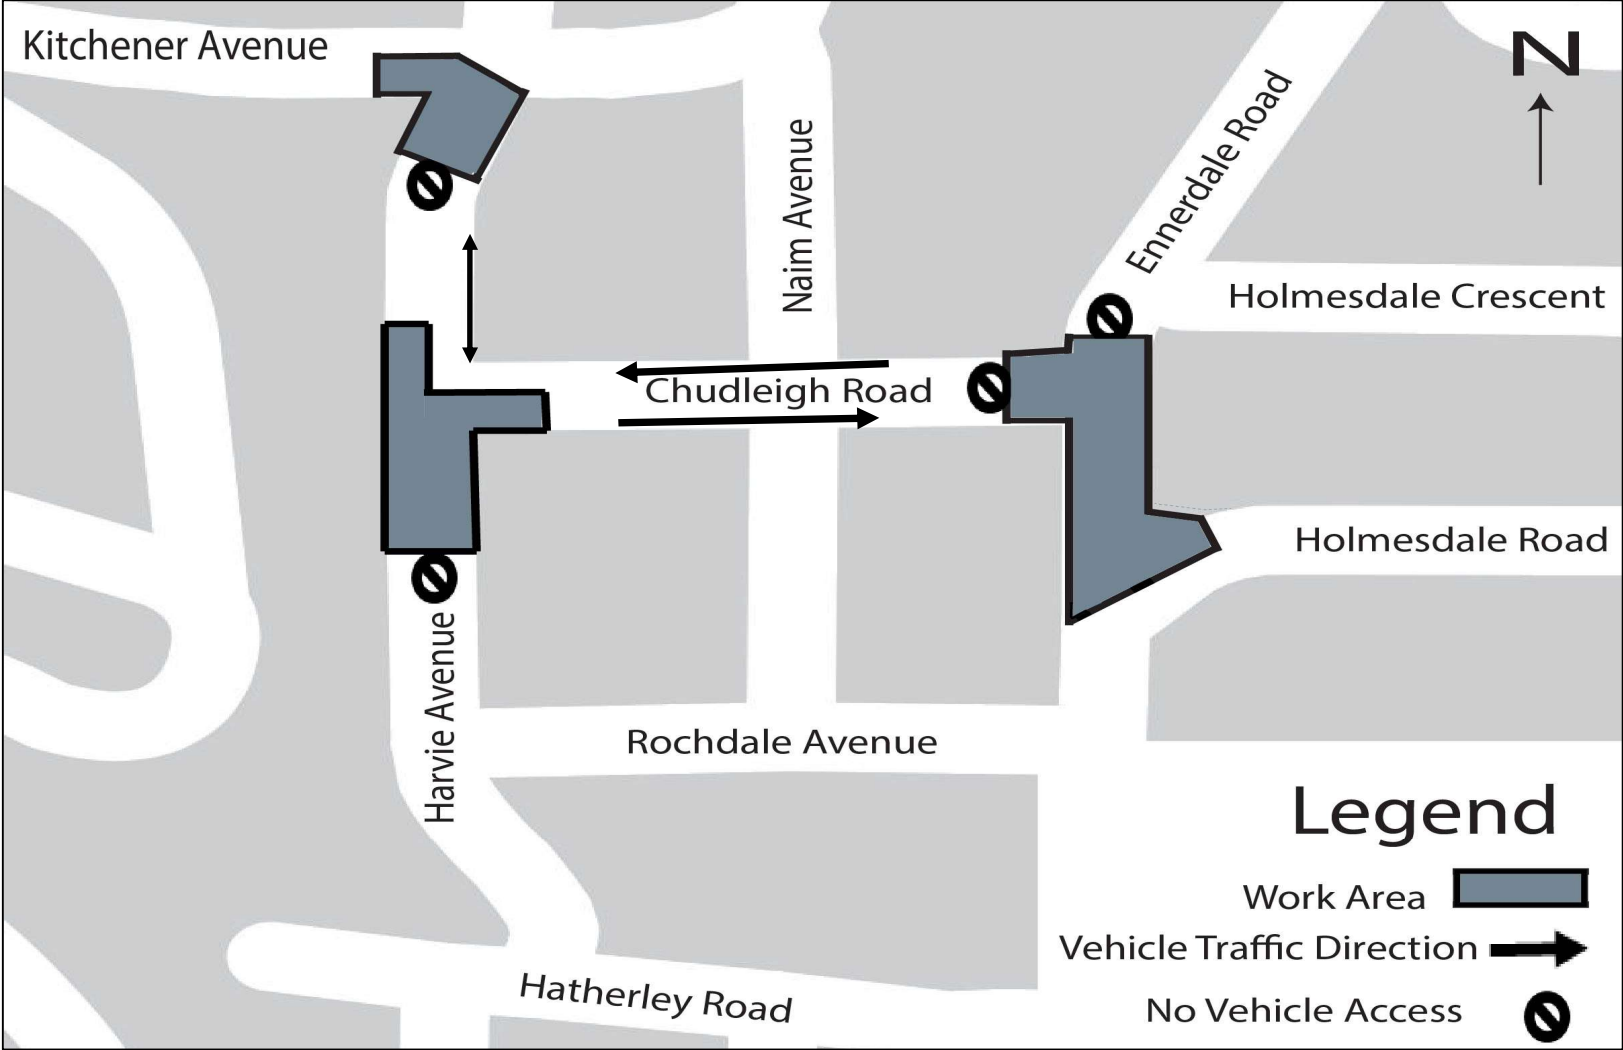 Kitchener Avenue
N
Ennerdale Road
Naim Avenue
Holmesdale Crescent
Chudleigh Road
Holmesdale Road
Harvie Avenue
Rochdale Avenue
Legend
Work Area
Vehicle Traffic Direction
Hatherley Road
No Vehicle Access